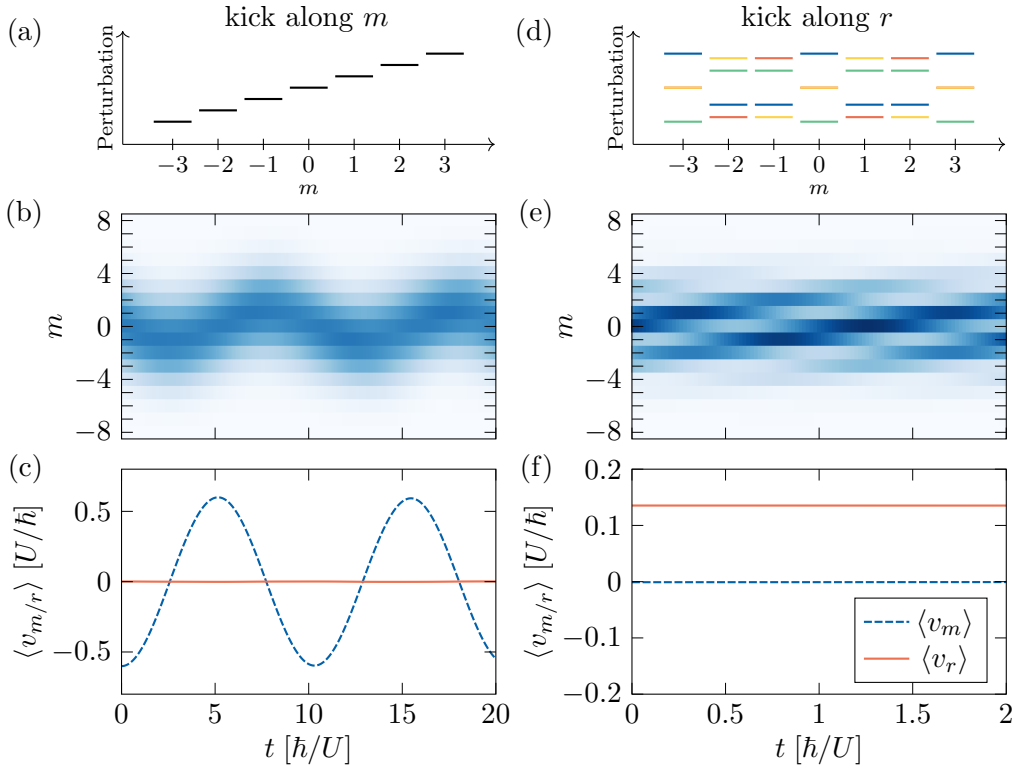 (a)
kick along m
Perturbation
−3 −2 −1 0 1 2 3
m
(d)
kick along r
Perturbation
−3 −2 −1 0 1 2 3
m
(b)
8
4
0
−4
−8
m
(e)
8
4
0
−4
−8
m
(c)
0.5
0
−0.5
⟨v_{m/r}⟩ [U/ℏ]
0 5 10 15 20
t [ℏ/U]
(f)
0.2
0.1
0
−0.1
−0.2
⟨v_{m/r}⟩ [U/ℏ]
⟨v_m⟩
⟨v_r⟩
0 0.5 1 1.5 2
t [ℏ/U]